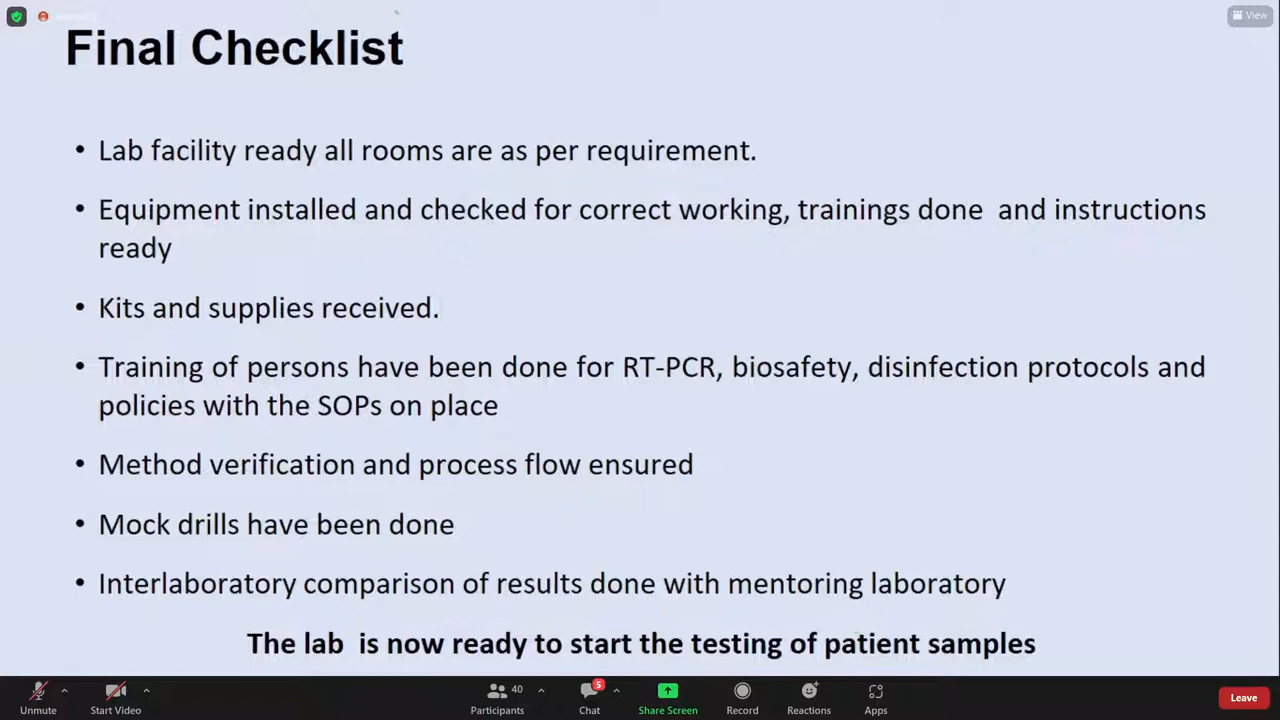 View
Final Checklist
• Lab facility ready all rooms are as per requirement.
• Equipment installed and checked for correct working, trainings done and instructions
ready
• Kits and supplies received.
• Training of persons have been done for RT-PCR, biosafety, disinfection protocols and
policies with the SOPs on place
• Method verification and process flow ensured
• Mock drills have been done
• Interlaboratory comparison of results done with mentoring laboratory
The lab is now ready to start the testing of patient samples
40
5
Unmute
Start Video
Participants
Chat
Share Screen
Record
Reactions
Apps
Leave